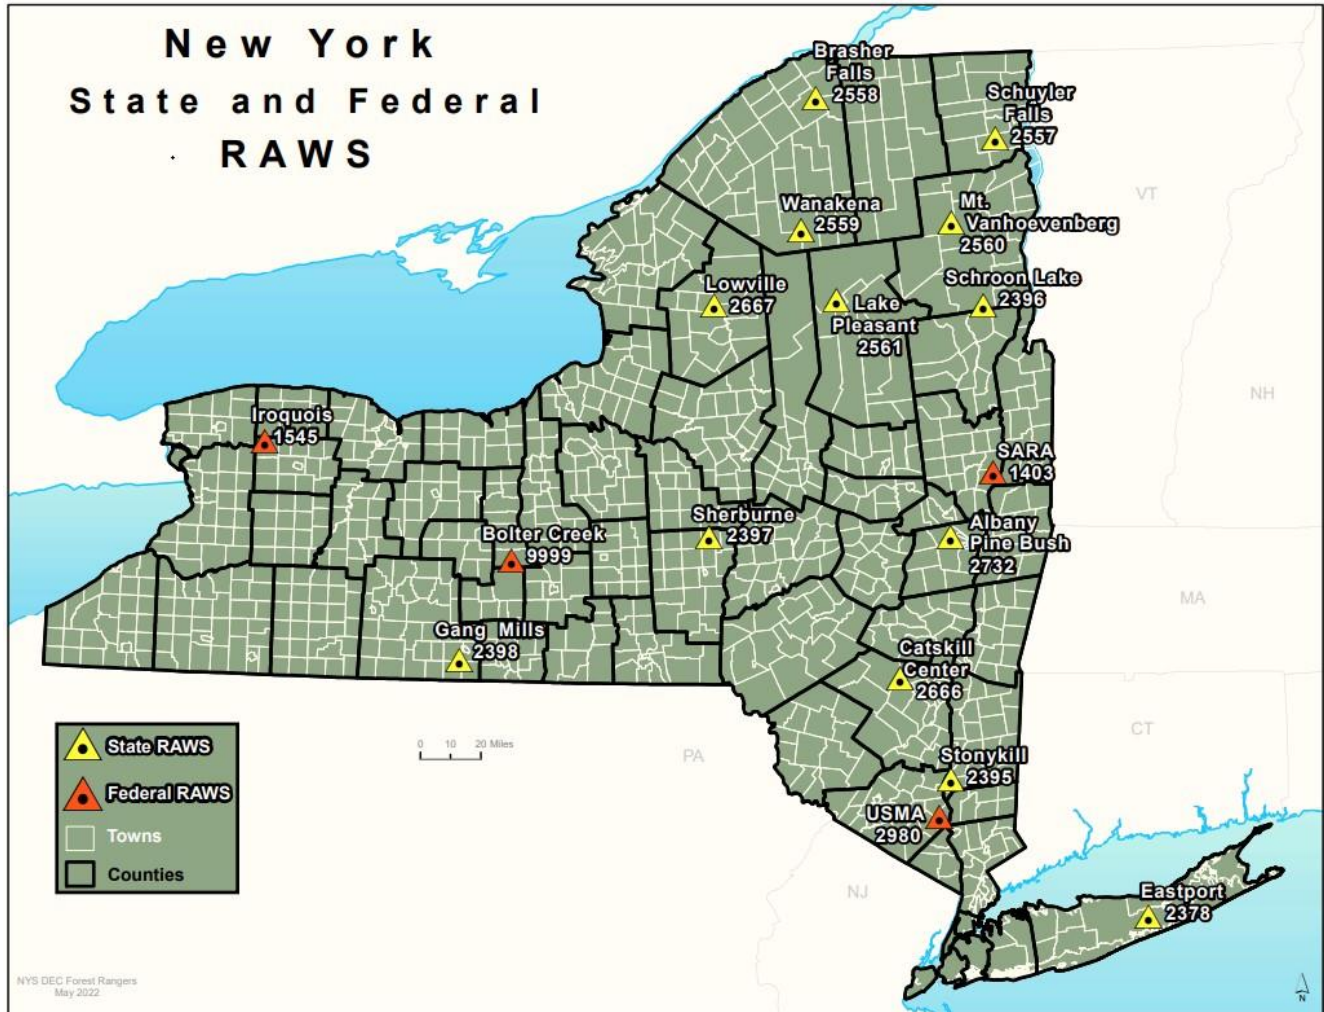 New York
State and Federal
RAWS
Brasher
Falls
2558
Schuyler
Falls
2557
VT
Wanakena
2559
Mt.
Vanhoevenberg
2560
Lowville
2667
Lake
Pleasant
2561
Schroon Lake
2396
NH
Iroquois
1545
SARA
1403
Bolter Creek
9999
Sherburne
2397
Albany
Pine Bush
2732
MA
Gang Mills
2398
Catskill
Center
2666
CT
PA
Stonykill
2395
USMA
2980
NJ
Eastport
2378
State RAWS
Federal RAWS
Towns
Counties
0 10 20 Miles
NYS DEC Forest Rangers
May 2022
N